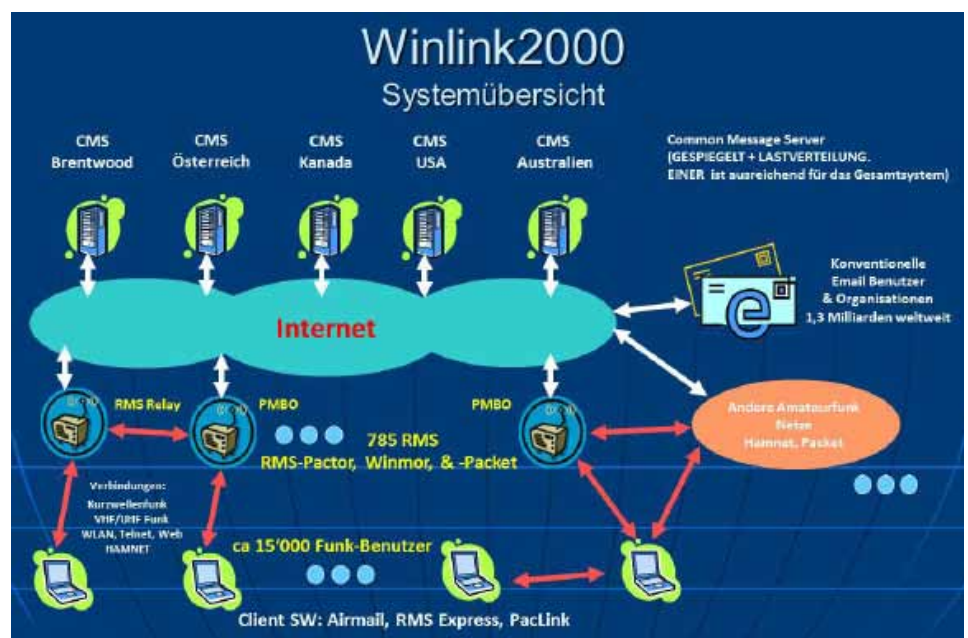 Winlink2000
Systemübersicht
CMS
Brentwood
CMS
Österreich
CMS
Kanada
CMS
USA
CMS
Australien
Common Message Server
(GESPIEGELT + LASTVERTEILUNG.
EINER ist ausreichend für das Gesamtsystem)
Internet
Konventionelle
Email Benutzer
& Organisationen
1,3 Milliarden weltweit
RMS Relay
PMBO
PMBO
785 RMS
RMS-Pactor, Winmor, & -Packet
Andere Amateurfunk
Netze
Hamnet, Packet
Verbindungen:
Kurzwellenfunk
VHF/UHF Funk
WLAN, Telnet, Web
HAMNET
ca 15'000 Funk-Benutzer
Client SW: Airmail, RMS Express, PacLink